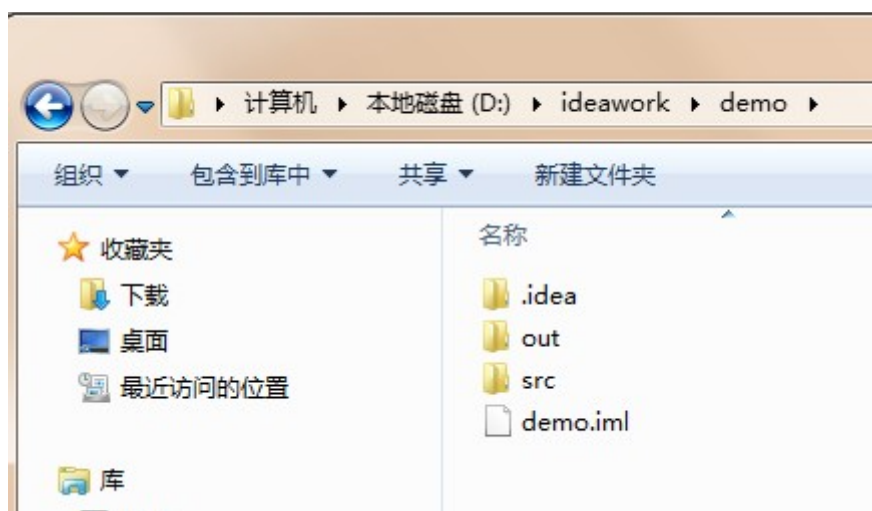 计算机 本地磁盘 (D:) ideawork demo
组织 包含到库中 共享 新建文件夹
收藏夹
下载
桌面
最近访问的位置
库
名称
.idea
out
src
demo.iml